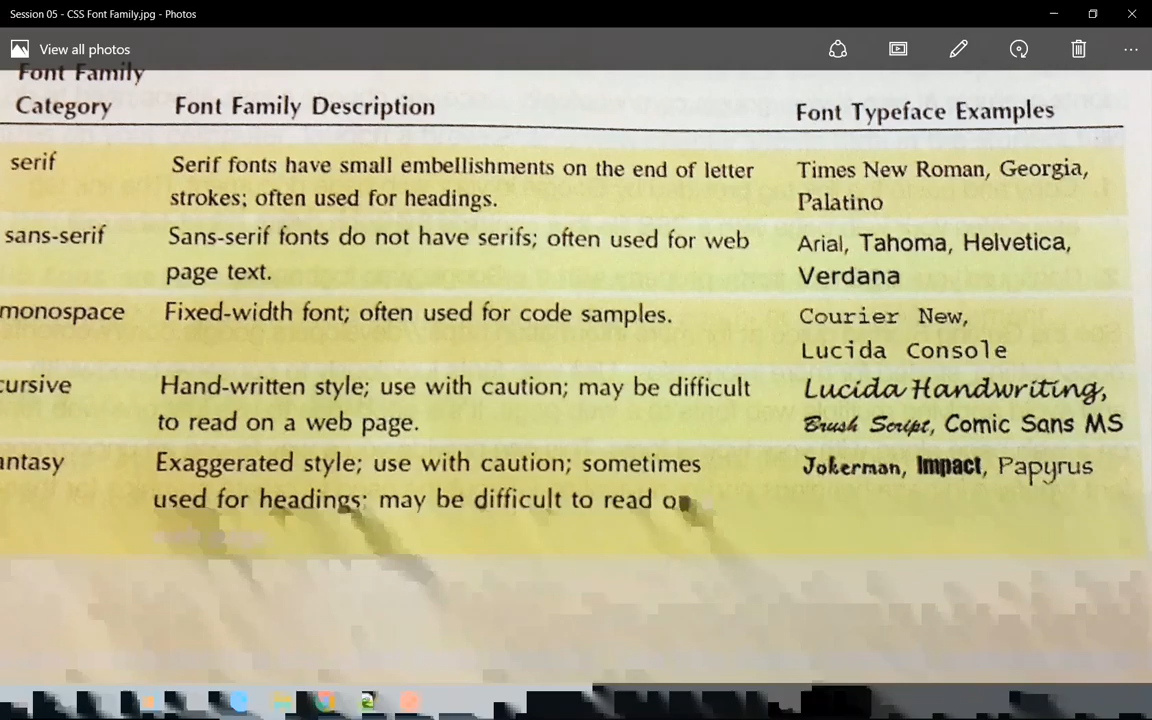 Session 05 - CSS Font Family.jpg - Photos
View all photos
Font Family
Category Font Family Description Font Typeface Examples
serif Serif fonts have small embellishments on the end of letter Times New Roman, Georgia,
strokes; often used for headings. Palatino
sans-serif Sans-serif fonts do not have serifs; often used for web Arial, Tahoma, Helvetica,
page text. Verdana
monospace Fixed-width font; often used for code samples. Courier New,
Lucida Console
cursive Hand-written style; use with caution; may be difficult Lucida Handwriting,
to read on a web page. Brush Script, Comic Sans MS
antasy Exaggerated style; use with caution; sometimes Jokerman, Impact, Papyrus
used for headings; may be difficult to read